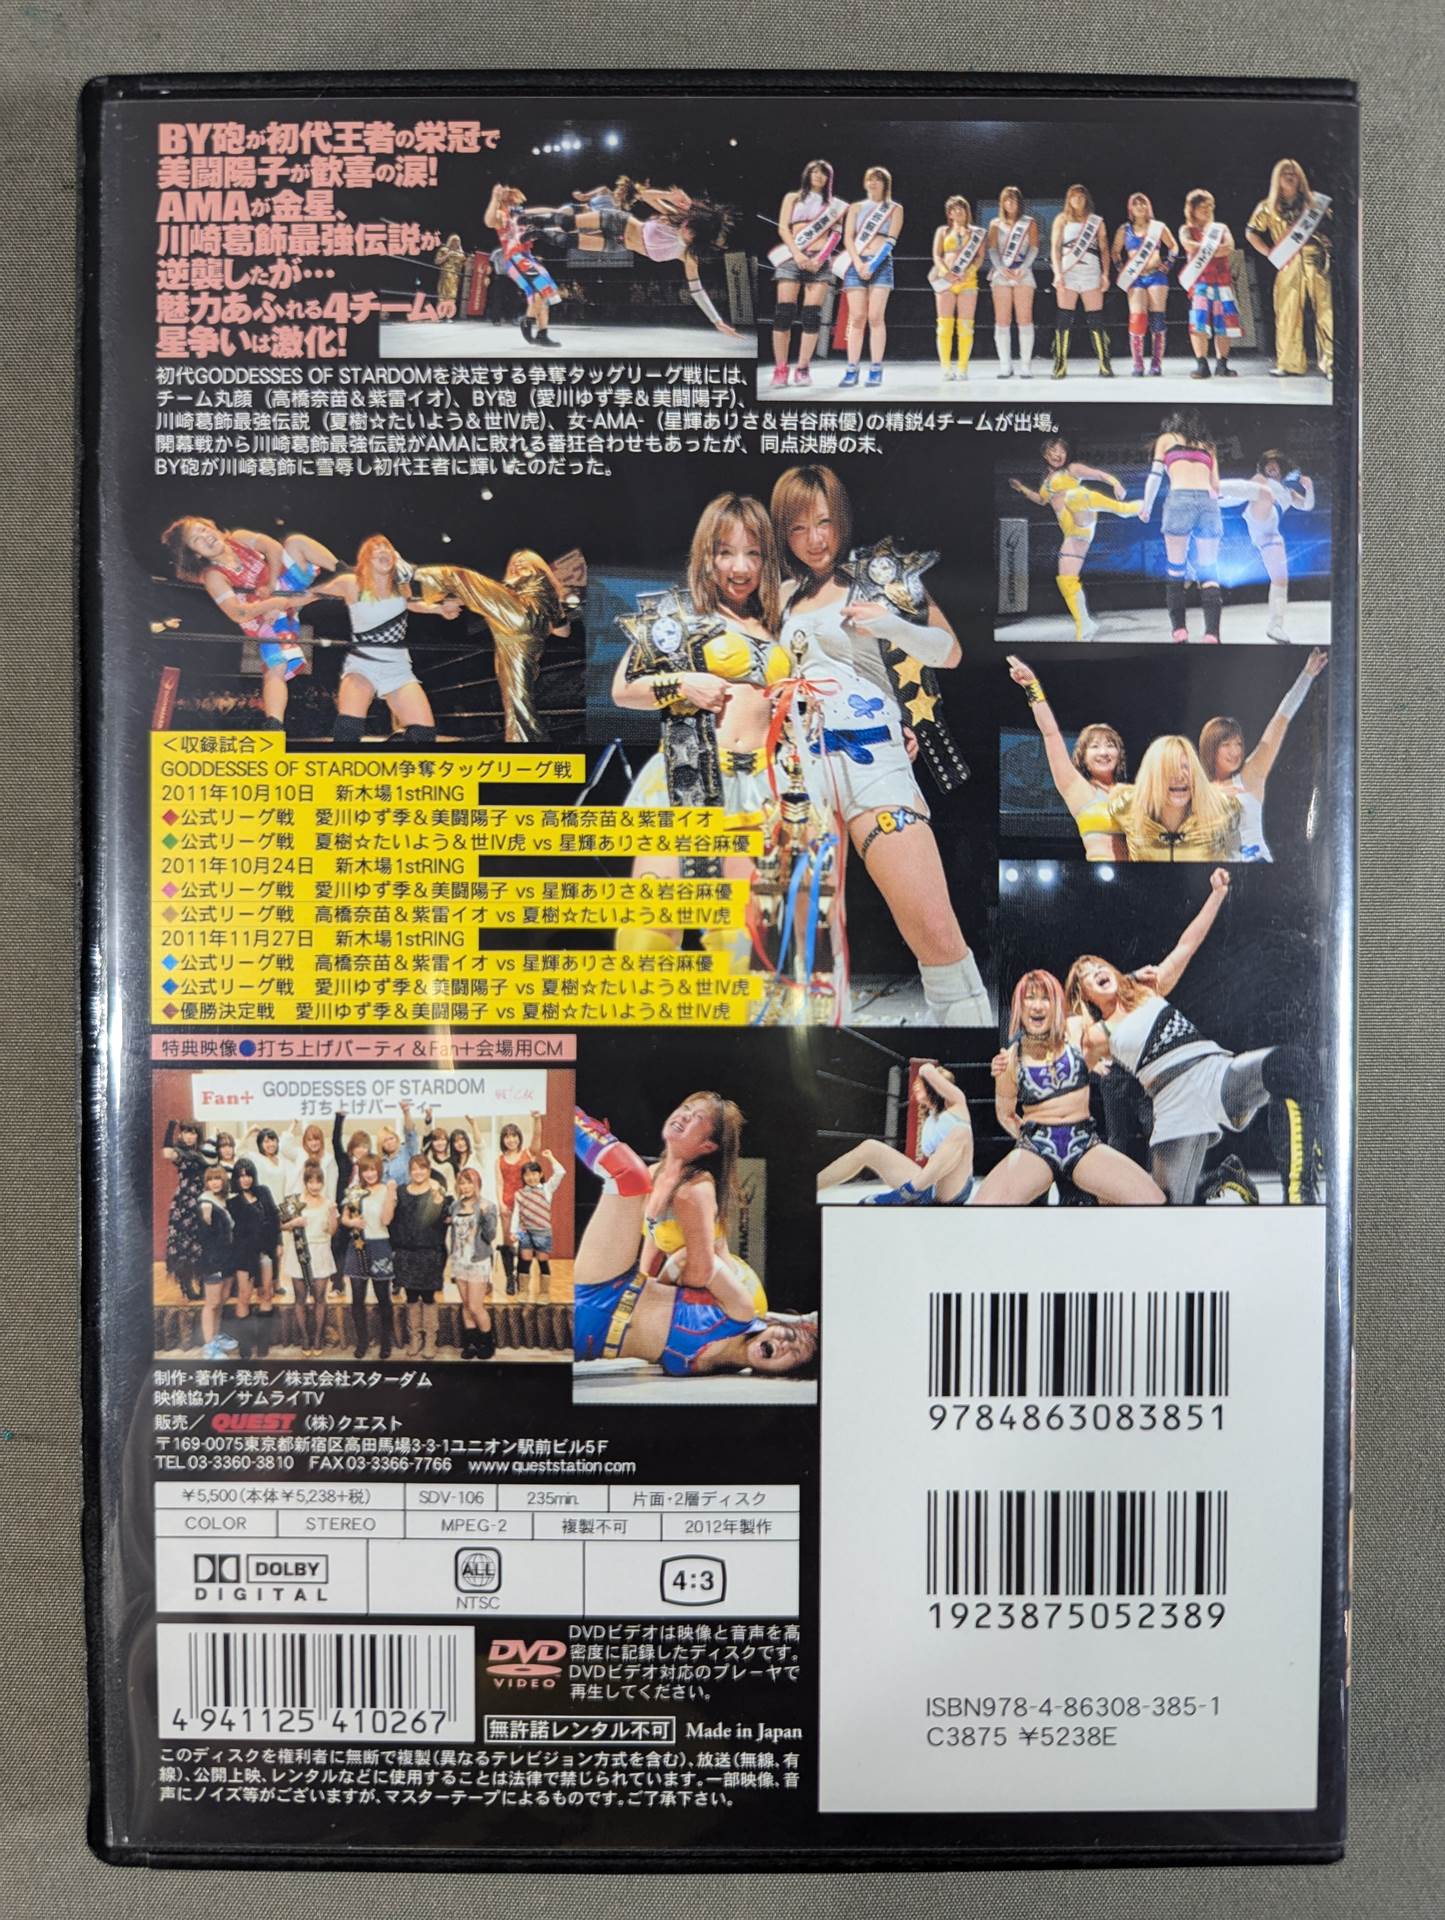 BY砲が初代王者の栄冠で
美闘陽子が歓喜の涙!
AMAが金星、
川崎葛飾最強伝説が
逆襲したが…
魅力あふれる4チームの
星争いは激化!
初代GODDESSES OF STARDOMを決定する争奪タッグリーグ戦には、
チーム丸顔（高橋奈苗＆紫雷イオ）、BY砲（愛川ゆず季＆美闘陽子）、
川崎葛飾最強伝説（夏樹☆たいよう＆世Ⅳ虎）、女-AMA-（星輝ありさ＆岩谷麻優）の精鋭4チームが出場。
開幕戦から川崎葛飾最強伝説がAMAに敗れる番狂合わせもあったが、同点決勝の末、
BY砲が川崎葛飾に雪辱し初代王者に輝いたのだった。
＜収録試合＞
GODDESSES OF STARDOM争奪タッグリーグ戦
2011年10月10日　新木場1stRING
◆公式リーグ戦　愛川ゆず季＆美闘陽子 vs 高橋奈苗＆紫雷イオ
◆公式リーグ戦　夏樹☆たいよう＆世Ⅳ虎 vs 星輝ありさ＆岩谷麻優
2011年10月24日　新木場1stRING
◆公式リーグ戦　愛川ゆず季＆美闘陽子 vs 星輝ありさ＆岩谷麻優
◆公式リーグ戦　高橋奈苗＆紫雷イオ vs 夏樹☆たいよう＆世Ⅳ虎
2011年11月27日　新木場1stRING
◆公式リーグ戦　高橋奈苗＆紫雷イオ vs 星輝ありさ＆岩谷麻優
◆公式リーグ戦　愛川ゆず季＆美闘陽子 vs 夏樹☆たいよう＆世Ⅳ虎
◆優勝決定戦　愛川ゆず季＆美闘陽子 vs 夏樹☆たいよう＆世Ⅳ虎
特典映像●打ち上げパーティ＆Fan+会場用CM
Fan+ GODDESSES OF STARDOM
打ち上げパーティー
制作・著作・発売／株式会社スターダム
映像協力／サムライTV
販売／ QUEST （株）クエスト
〒169-0075東京都新宿区高田馬場3-3-1ユニオン駅前ビル5F
TEL 03-3360-3810 FAX 03-3366-7766 www.queststation.com
￥5,500(本体￥5,238+税) SDV-106 235min. 片面・2層ディスク
COLOR STEREO MPEG-2 複製不可 2012年製作
DOLBY
DIGITAL
ALL
NTSC
4:3
4 941125 410267
DVD
VIDEO
DVDビデオは映像と音声を高
密度に記録したディスクです。
DVDビデオ対応のプレーヤで
再生してください。
無許諾レンタル不可 Made in Japan
このディスクを権利者に無断で複製(異なるテレビジョン方式を含む)、放送(無線、有
線)、公開上映、レンタルなどに使用することは法律で禁じられています。一部映像、音
声にノイズ等がございますが、マスターテープによるものです。ご了承下さい。
9784863083851
1923875052389
ISBN978-4-86308-385-1
C3875 ￥5238E